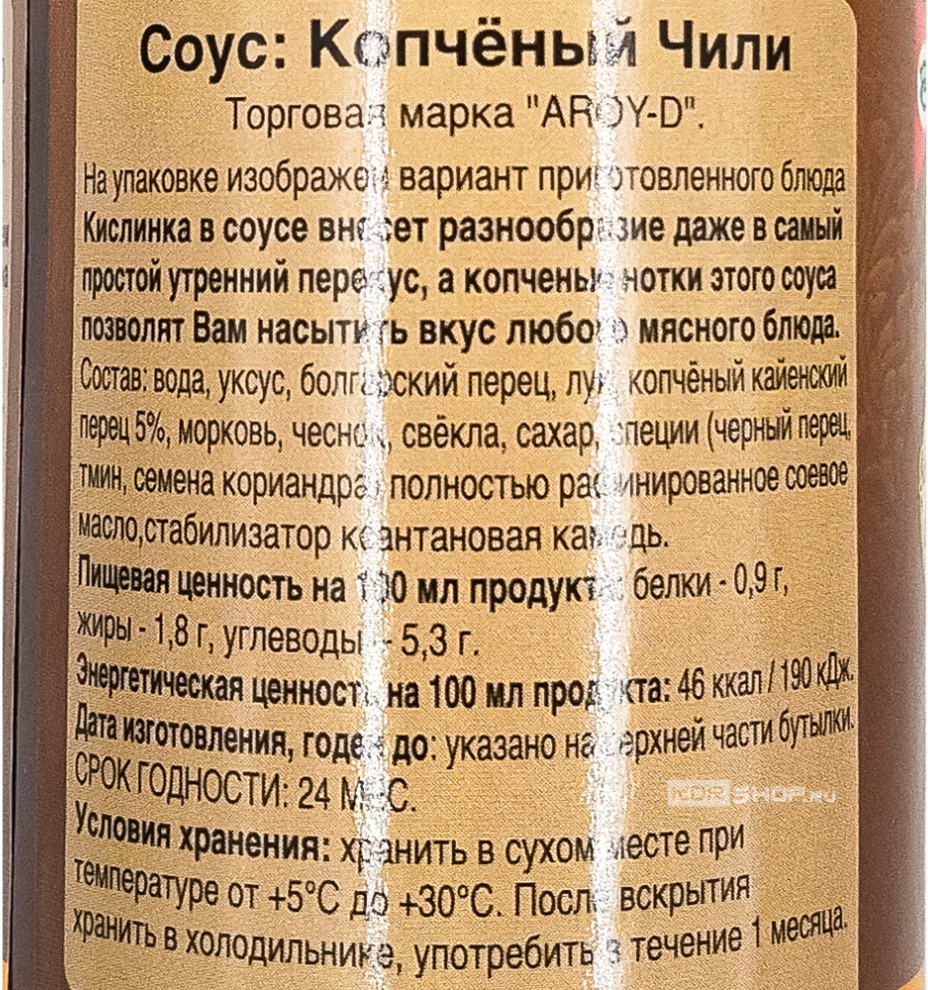 Соус: Копчёный Чили
Торговая марка "AROY-D".
На упаковке изображен вариант приготовленного блюда
Кислинка в соусе внесет разнообразие даже в самый
простой утренний перекус, а копченые нотки этого соуса
позволят Вам насытить вкус любого мясного блюда.
Состав: вода, уксус, болгарский перец, лук, копчёный кайенский
перец 5%, морковь, чеснок, свёкла, сахар, специи (черный перец,
тмин, семена кориандра) полностью рафинированное соевое
масло,стабилизатор ксантановая камедь.
Пищевая ценность на 100 мл продукта: белки - 0,9 г,
жиры - 1,8 г, углеводы - 5,3 г.
Энергетическая ценность на 100 мл продукта: 46 ккал / 190 кДж.
Дата изготовления, годен до: указано на верхней части бутылки.
СРОК ГОДНОСТИ: 24 МЕС.
KORSHOP.RU
Условия хранения: хранить в сухом месте при
температуре от +5°C до +30°C. После вскрытия
хранить в холодильнике, употребить в течение 1 месяца.